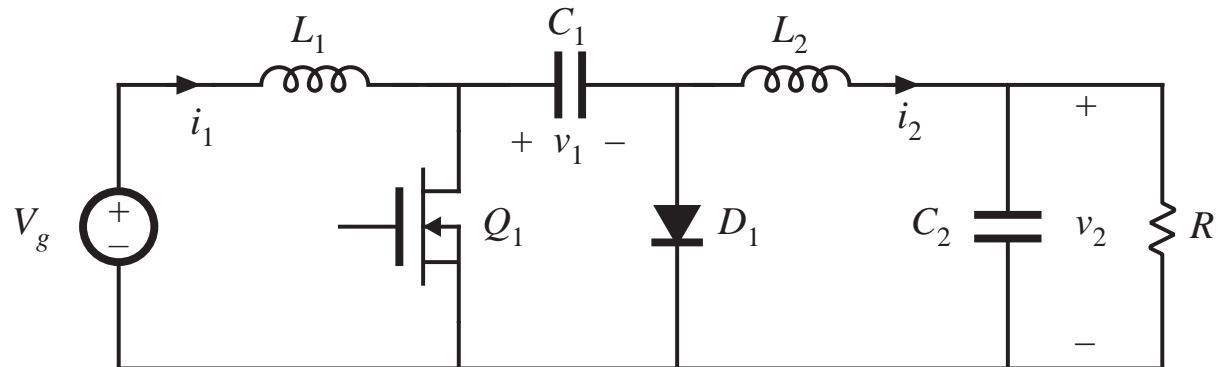 L1
C1
L2
i1
+ v1 –
i2
+
Vg
+
–
Q1
D1
C2
v2
R
–